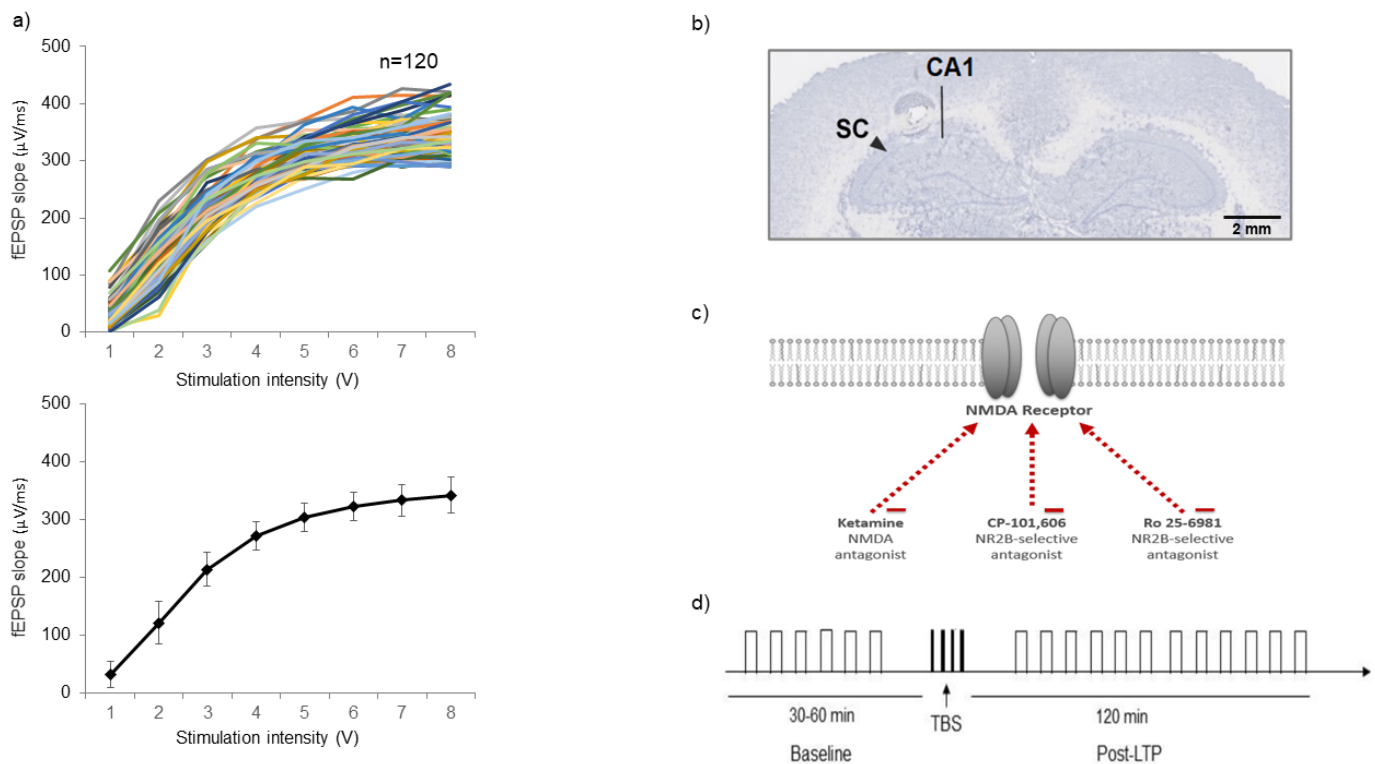 a)
500
400
300
200
100
0
fEPSP slope (µV/ms)
n=120
1 2 3 4 5 6 7 8
Stimulation intensity (V)
500
400
300
200
100
0
fEPSP slope (µV/ms)
1 2 3 4 5 6 7 8
Stimulation intensity (V)
b)
CA1
SC
2 mm
c)
NMDA Receptor
Ketamine
NMDA
antagonist
CP-101,606
NR2B-selective
antagonist
Ro 25-6981
NR2B-selective
antagonist
d)
30-60 min
TBS
120 min
Baseline
Post-LTP